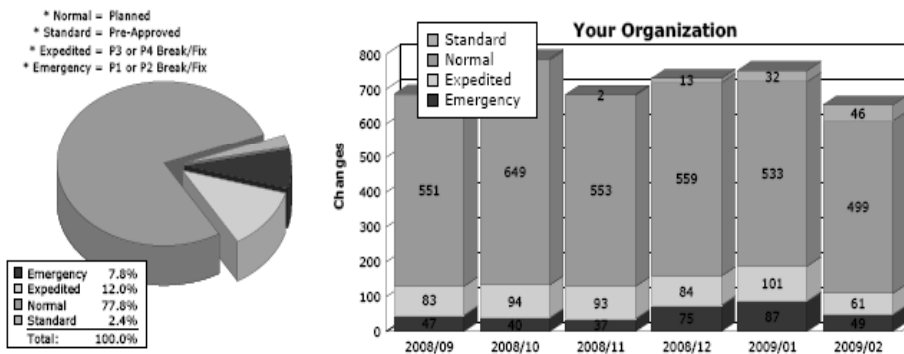 * Normal = Planned
* Standard = Pre-Approved
* Expedited = P3 or P4 Break/Fix
* Emergency = P1 or P2 Break/Fix
Emergency 7.8%
Expedited 12.0%
Normal 77.8%
Standard 2.4%
Total: 100.0%
Your Organization
Standard
Normal
Expedited
Emergency
Changes
800
700
600
500
400
300
200
100
0
2 13 32 46
551 649 553 559 533 499
83 94 93 84 101 61
47 40 37 75 87 49
2008/09 2008/10 2008/11 2008/12 2009/01 2009/02